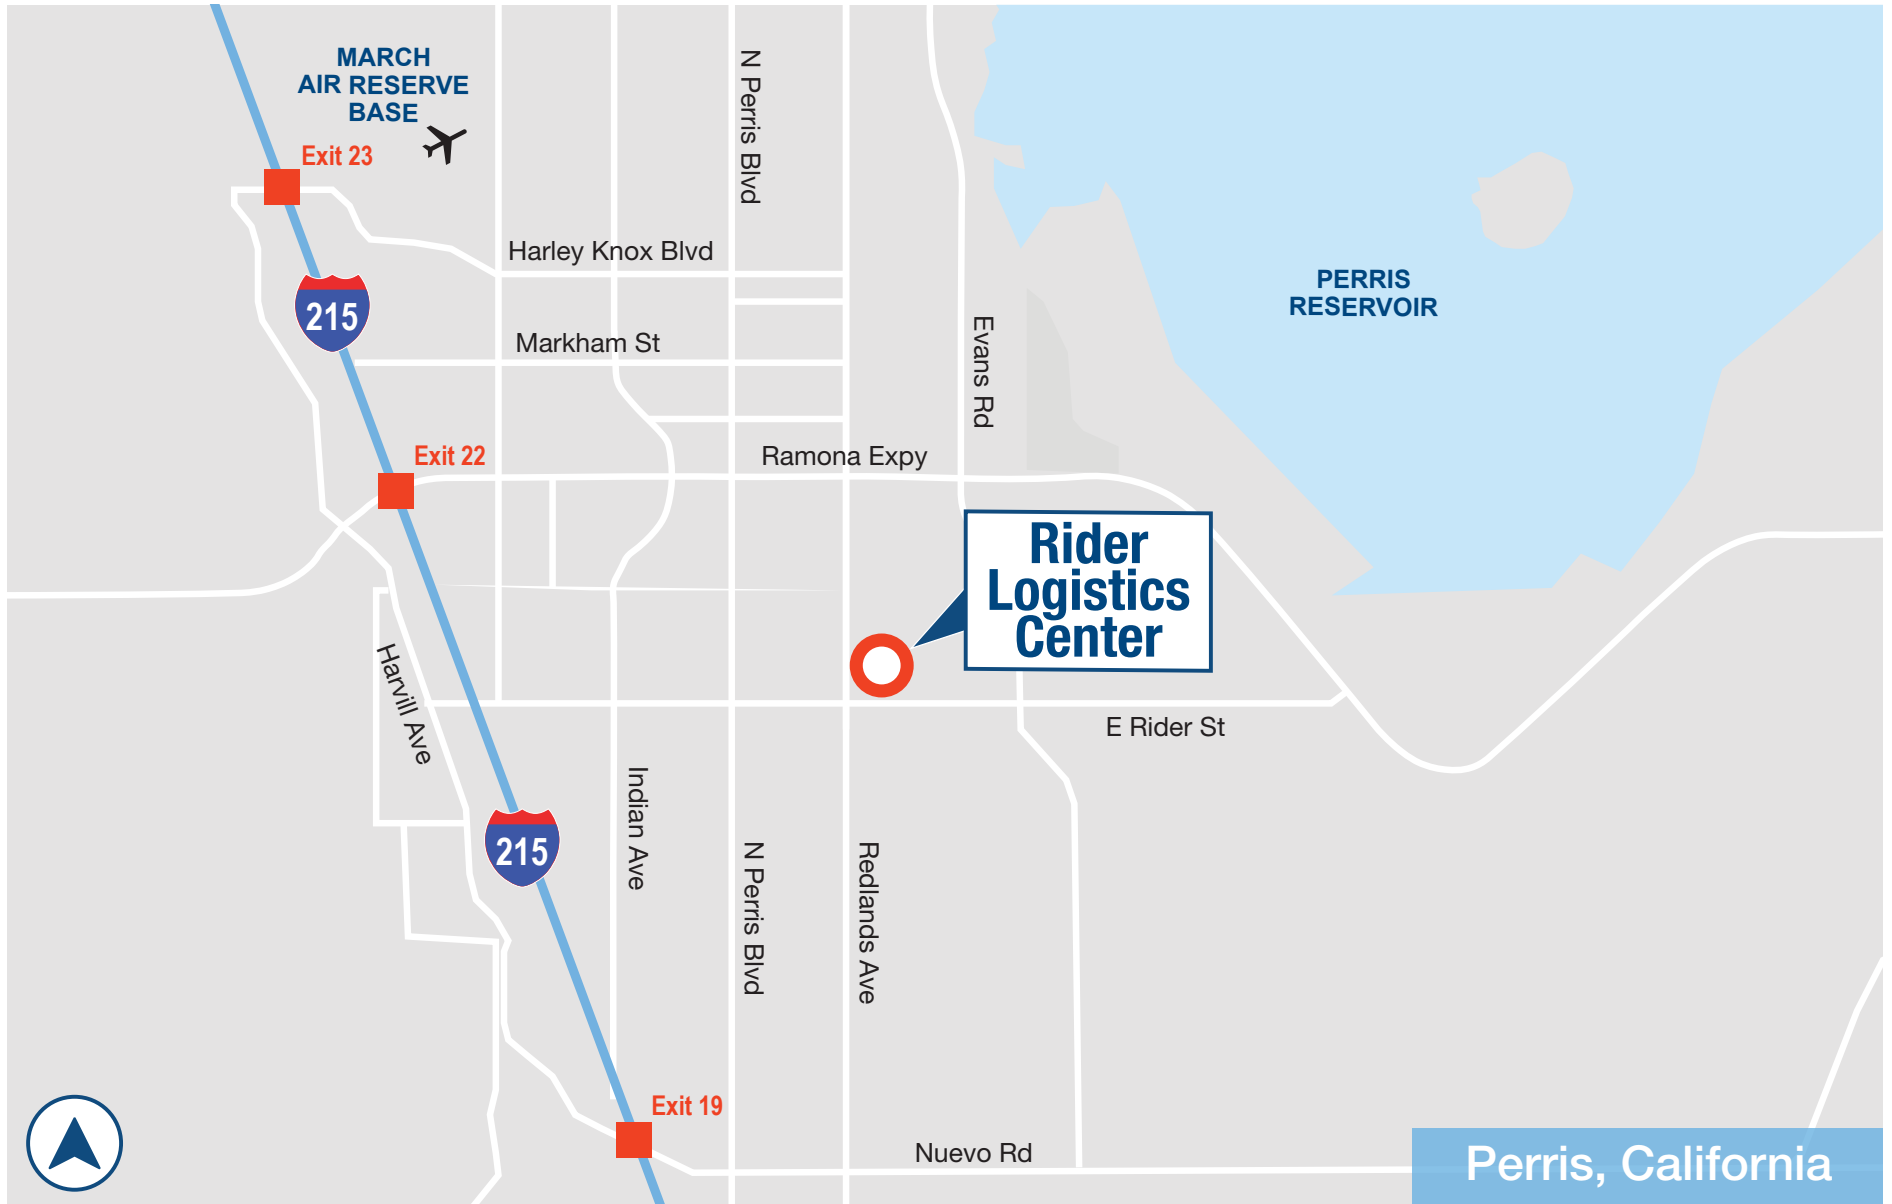 MARCH
AIR RESERVE
BASE
Exit 23
N Perris Blvd
Harley Knox Blvd
215
PERRIS
RESERVOIR
Markham St
Evans Rd
Exit 22
Ramona Expy
Rider
Logistics
Center
Harvill Ave
E Rider St
Indian Ave
215
N Perris Blvd
Redlands Ave
Exit 19
Nuevo Rd
Perris, California